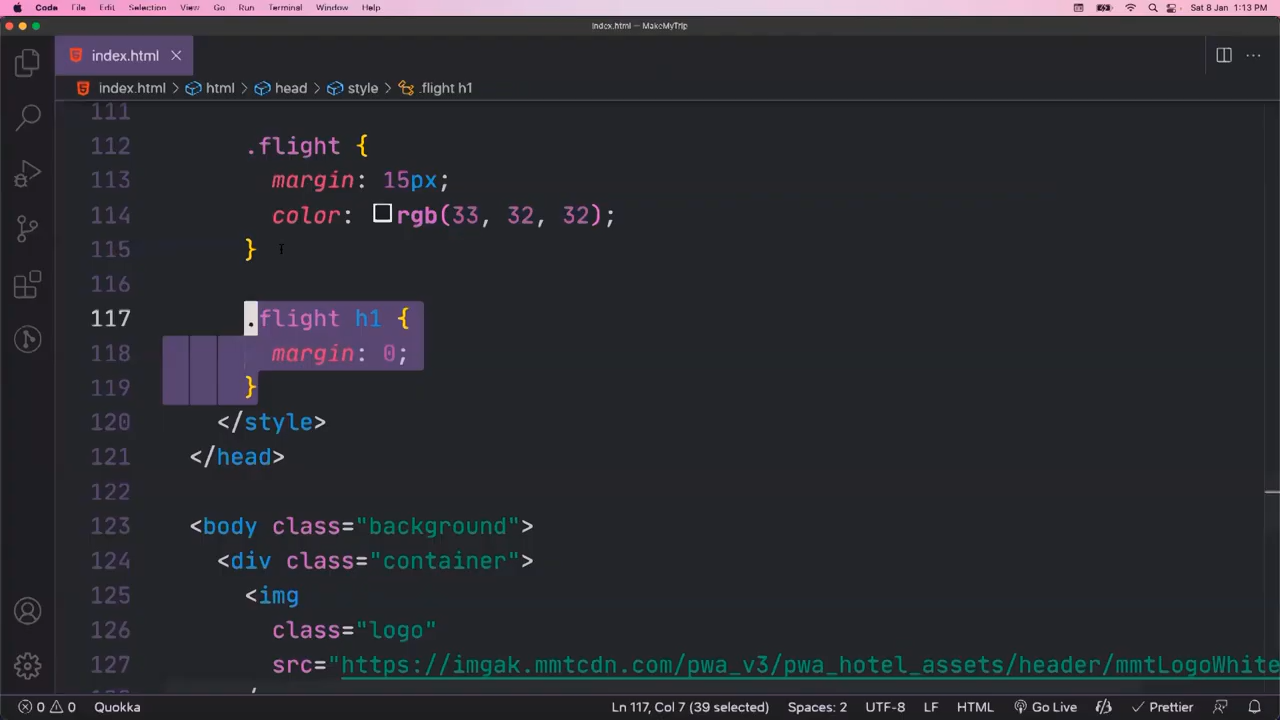 Code File Edit Selection View Go Run Terminal Window Help Sat 8 Jan 1:13 PM
index.html — MakeMyTrip
index.html
index.html > html > head > style > .flight h1
111
112 .flight {
113 margin: 15px;
114 color: rgb(33, 32, 32);
115 }
116
117 .flight h1 {
118 margin: 0;
119 }
120 </style>
121 </head>
122
123 <body class="background">
124 <div class="container">
125 <img
126 class="logo"
127 src="https://imgak.mmtcdn.com/pwa_v3/pwa_hotel_assets/header/mmtLogoWhite
0 0 Quokka Ln 117, Col 7 (39 selected) Spaces: 2 UTF-8 LF HTML Go Live Prettier